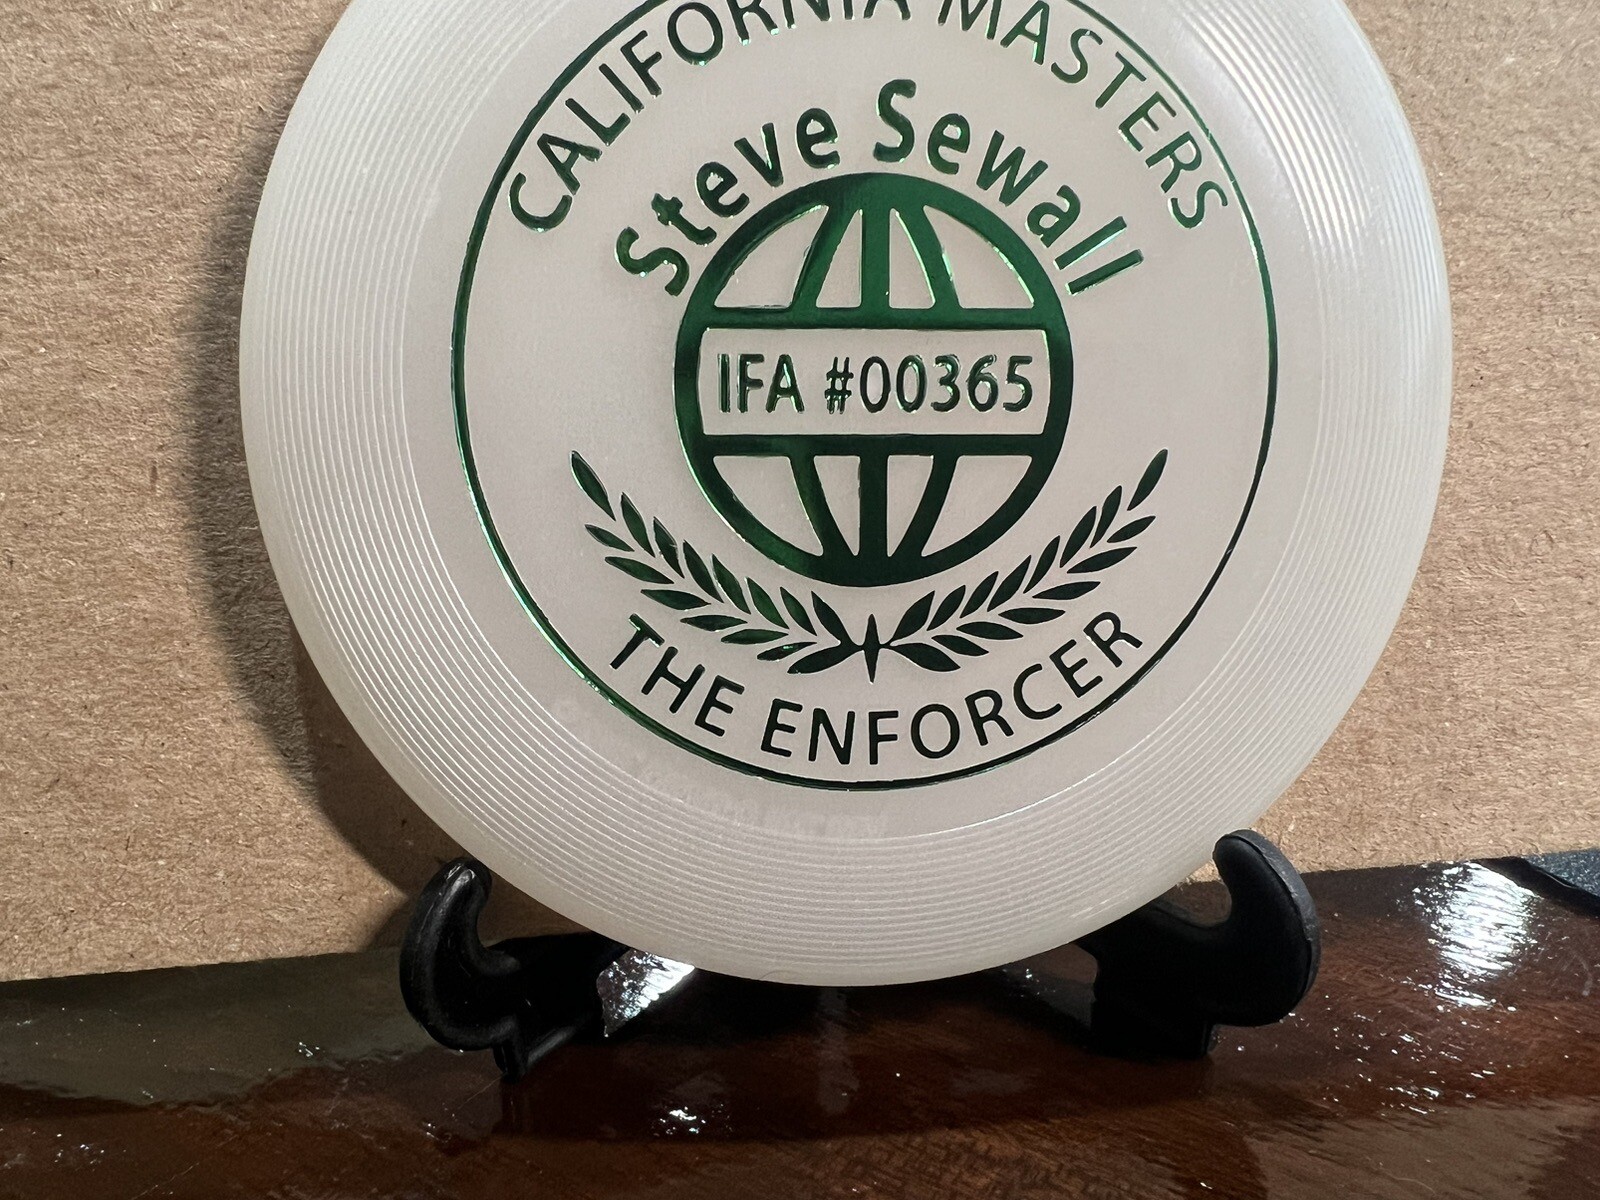 CALIFORNIA MASTERS
Steve Sewall
IFA #00365
THE ENFORCER